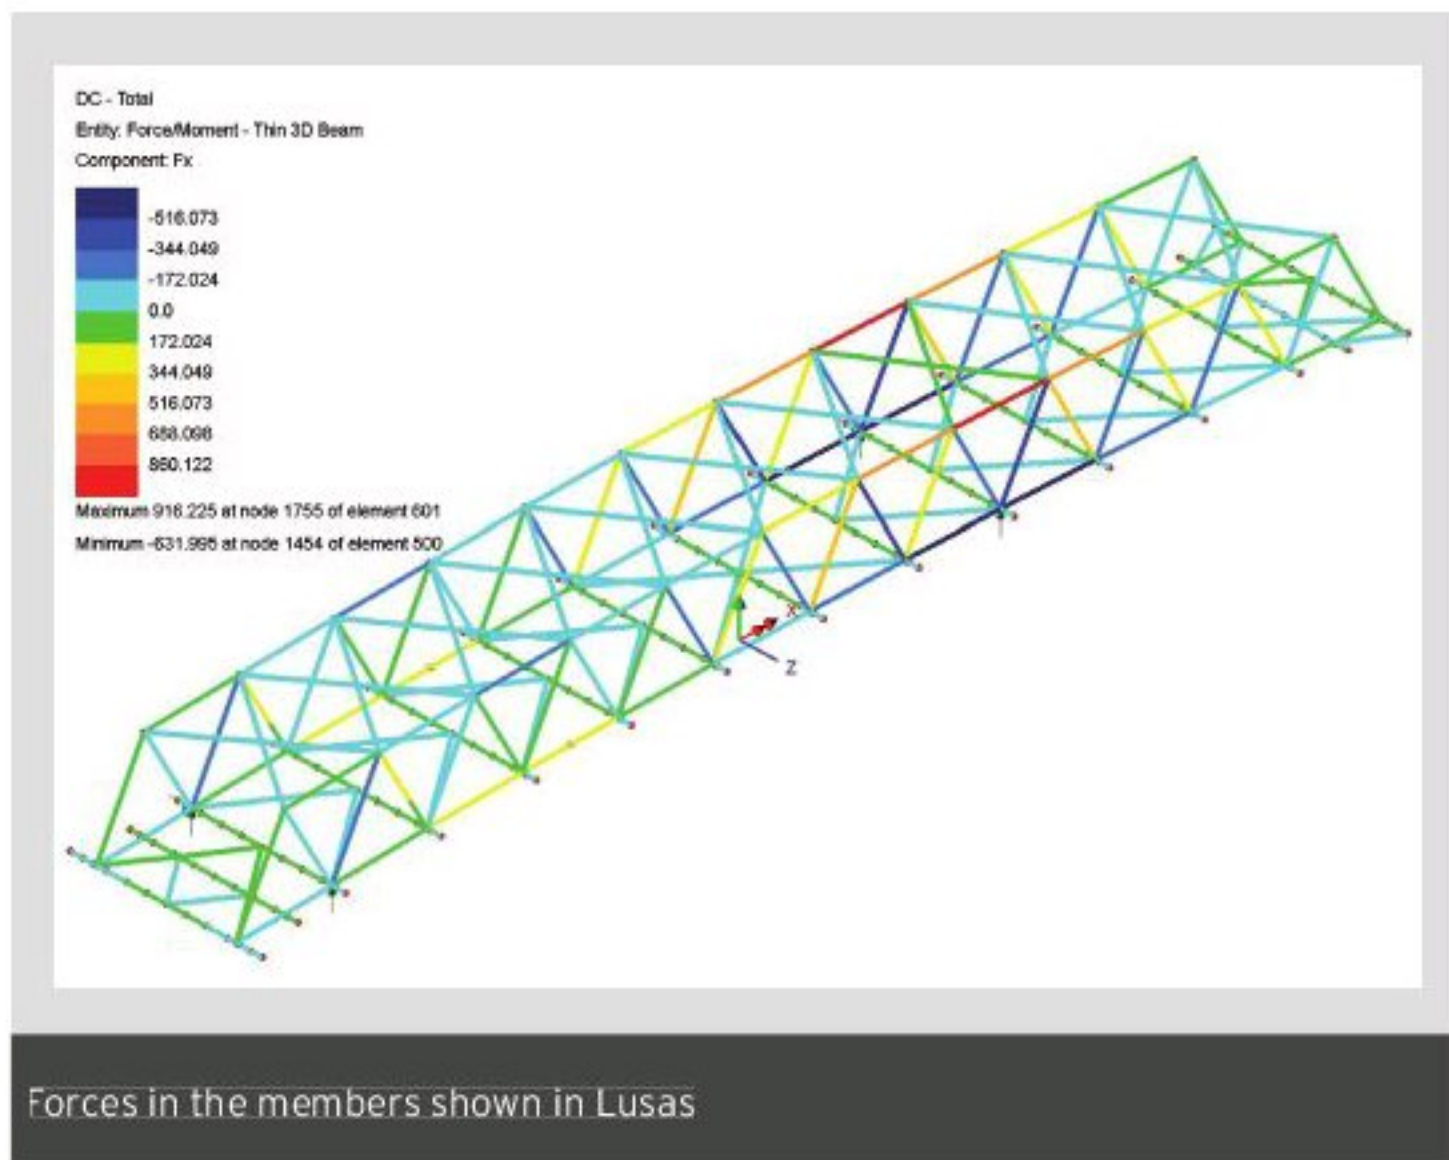 DC - Total
Entity: Force/Moment - Thin 3D Beam
Component: Fx
-516.073
-344.049
-172.024
0.0
172.024
344.049
516.073
688.098
860.122
Maximum 916.225 at node 1755 of element 601
Minimum -631.995 at node 1454 of element 500
X
Z
Forces in the members shown in Lusas